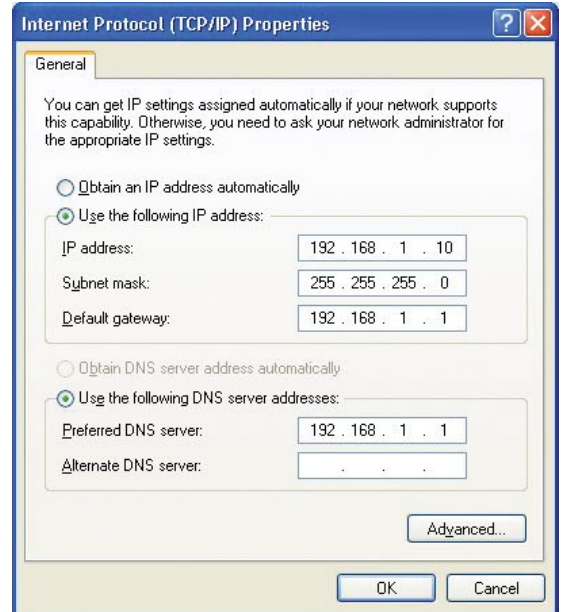 Internet Protocol (TCP/IP) Properties
General
You can get IP settings assigned automatically if your network supports
this capability. Otherwise, you need to ask your network administrator for
the appropriate IP settings.
Obtain an IP address automatically
Use the following IP address:
IP address: 192 . 168 . 1 . 10
Subnet mask: 255 . 255 . 255 . 0
Default gateway: 192 . 168 . 1 . 1
Obtain DNS server address automatically
Use the following DNS server addresses:
Preferred DNS server: 192 . 168 . 1 . 1
Alternate DNS server: . . .
Advanced...
OK Cancel